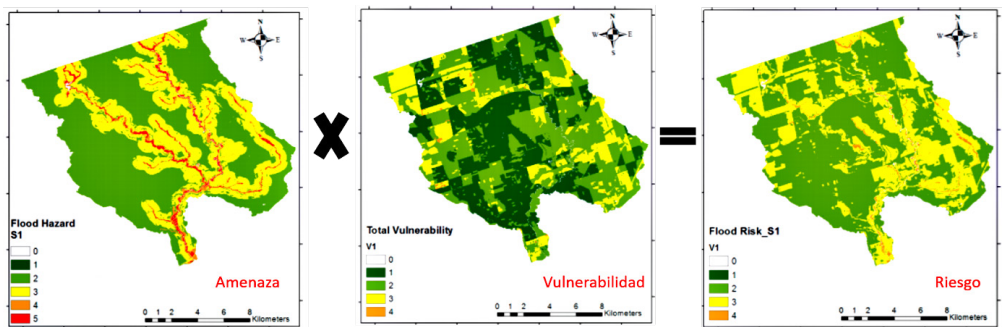 N
W E
S
Flood Hazard
S1
0
1
2
3
4
5
Amenaza
0 1 2 4 6 8
Kilometers
N
W E
S
Total Vulnerability
V1
0
1
2
3
4
Vulnerabilidad
0 1 2 4 6 8
Kilometers
N
W E
S
Flood Risk_S1
V1
0
1
2
3
4
Riesgo
0 1 2 4 6 8
Kilometers